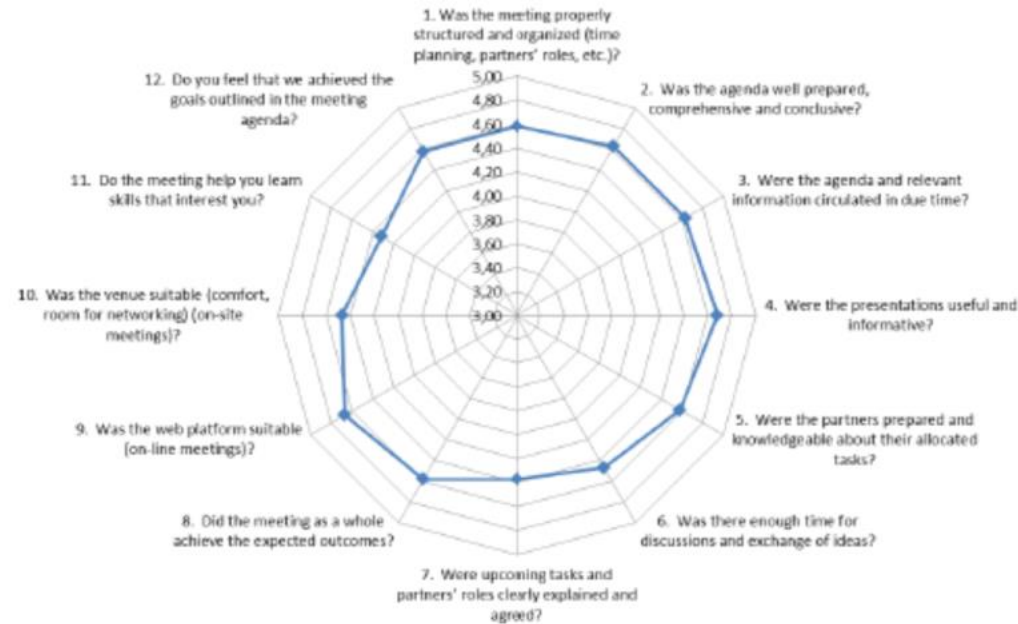 1. Was the meeting properly
structured and organized (time
planning, partners' roles, etc.)?
2. Was the agenda well prepared,
comprehensive and conclusive?
3. Were the agenda and relevant
information circulated in due time?
4. Were the presentations useful and
informative?
5. Were the partners prepared and
knowledgeable about their allocated
tasks?
6. Was there enough time for
discussions and exchange of ideas?
7. Were upcoming tasks and
partners' roles clearly explained and
agreed?
8. Did the meeting as a whole
achieve the expected outcomes?
9. Was the web platform suitable
(on-line meetings)?
10. Was the venue suitable (comfort,
room for networking) (on-site
meetings)?
11. Do the meeting help you learn
skills that interest you?
12. Do you feel that we achieved the
goals outlined in the meeting
agenda?
5,00
4,80
4,60
4,40
4,20
4,00
3,80
3,60
3,40
3,20
3,00